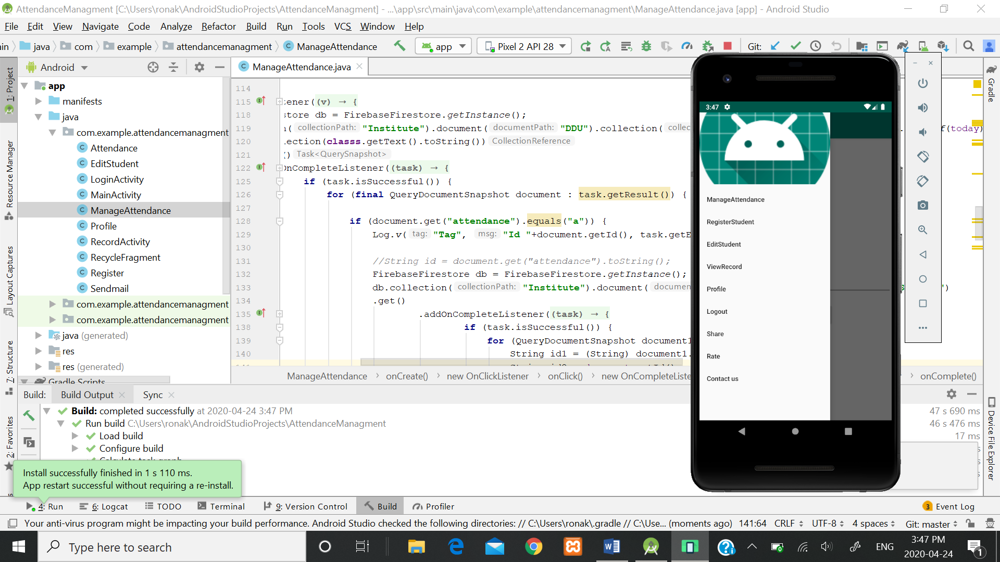 AttendanceManagment [C:\Users\ronak\AndroidStudioProjects\AttendanceManagment] - ...\app\src\main\java\com\example\attendancemanagment\ManageAttendance.java [app] - Android Studio
File Edit View Navigate Code Analyze Refactor Build Run Tools VCS Window Help
in java com example attendancemanagment ManageAttendance app Pixel 2 API 28 Git:
Android
ManageAttendance.java
1: Project
Resource Manager
Layout Captures
7: Structure
2: Favorites
app
manifests
java
com.example.attendancemanagment
Attendance
EditStudent
LoginActivity
MainActivity
ManageAttendance
Profile
RecordActivity
RecycleFragment
Register
Sendmail
com.example.attendancemanagment
com.example.attendancemanagment
java (generated)
res
res (generated)
Gradle Scripts
114
115 tener((v) → {
118 store db = FirebaseFirestore.getInstance();
119 n( collectionPath: "Institute").document( documentPath: "DDU").collection( collec f(today)
120 lection(classs.getText().toString()) CollectionReference
121 () Task<QuerySnapshot>
122 OnCompleteListener((task) → {
125 if (task.isSuccessful()) {
126 for (final QueryDocumentSnapshot document : task.getResult()) {
127
128 if (document.get("attendance").equals("a")) {
129 Log.v( tag: "Tag", msg: "Id "+document.getId(), task.getE
130
131 //String id = document.get("attendance").toString();
132 FirebaseFirestore db = FirebaseFirestore.getInstance();
133 db.collection( collectionPath: "Institute").document( documen ")
134 .get()
135 .addOnCompleteListener((task) → {
138 if (task.isSuccessful()) {
139 for (QueryDocumentSnapshot document1
140 String id1 = (String) document1.
ManageAttendance › onCreate() › new OnClickListener › onClick() › new OnCompleteListe › onComplete()
3:47
ManageAttendance
RegisterStudent
EditStudent
ViewRecord
Profile
Logout
Share
Rate
Contact us
Gradle
Device File Explorer
Build: Build Output Sync
Build: completed successfully at 2020-04-24 3:47 PM 47 s 690 ms
Run build C:\Users\ronak\AndroidStudioProjects\AttendanceManagment 46 s 476 ms
Load build 17 ms
Configure build
Calculate task graph
Install successfully finished in 1 s 110 ms.
App restart successful without requiring a re-install.
4: Run 6: Logcat TODO Terminal 9: Version Control Build Profiler 3 Event Log
Your anti-virus program might be impacting your build performance. Android Studio checked the following directories: // C:\Users\ronak\.gradle // C:\Use... (moments ago) 141:64 CRLF UTF-8 4 spaces Git: master
Type here to search
ENG
3:47 PM
2020-04-24
1